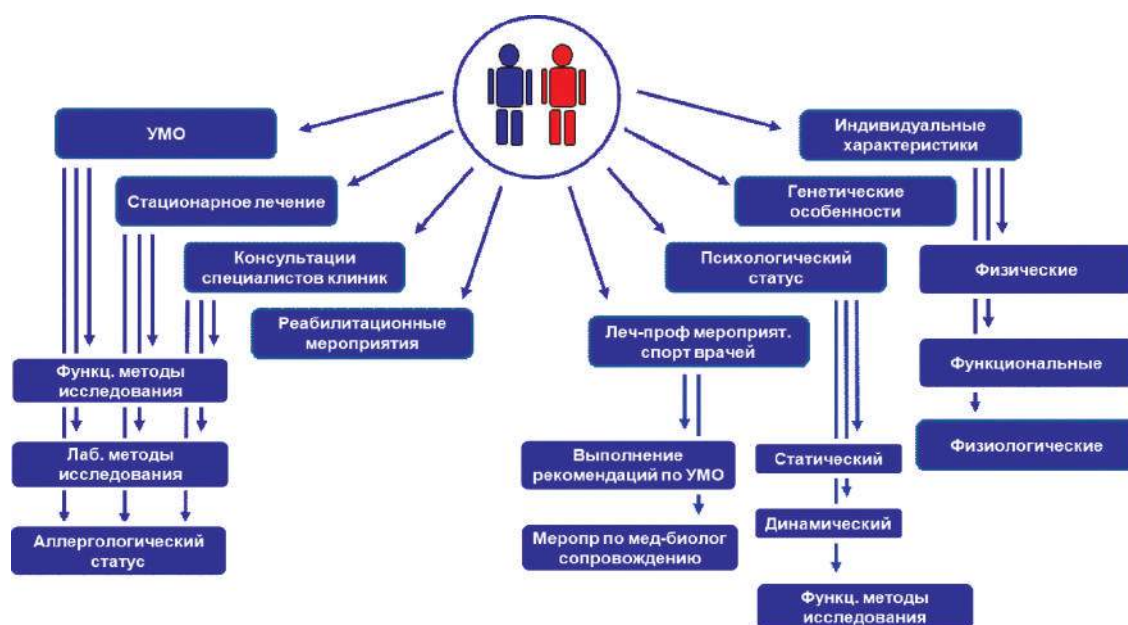 УМО
Индивидуальные
характеристики
Стационарное лечение
Генетические
особенности
Консультации
специалистов клиник
Психологический
статус
Физические
Реабилитационные
мероприятия
Леч-проф мероприят.
спорт врачей
Функц. методы
исследования
Функциональные
Лаб. методы
исследования
Выполнение
рекомендаций по УМО
Статический
Физиологические
Аллергологический
статус
Меропр по мед-биолог
сопровождению
Динамический
Функц. методы
исследования